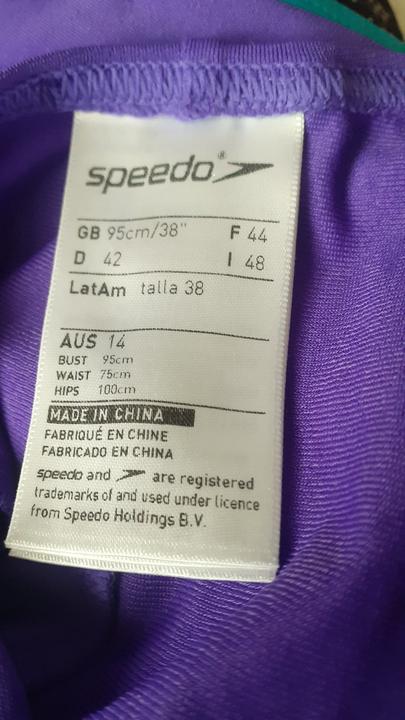 speedo®
GB 95cm/38" F 44
D 42 I 48
LatAm talla 38
AUS 14
BUST 95cm
WAIST 75cm
HIPS 100cm
MADE IN CHINA
FABRIQUÉ EN CHINE
FABRICADO EN CHINA
speedo and are registered
trademarks of and used under licence
from Speedo Holdings B.V.